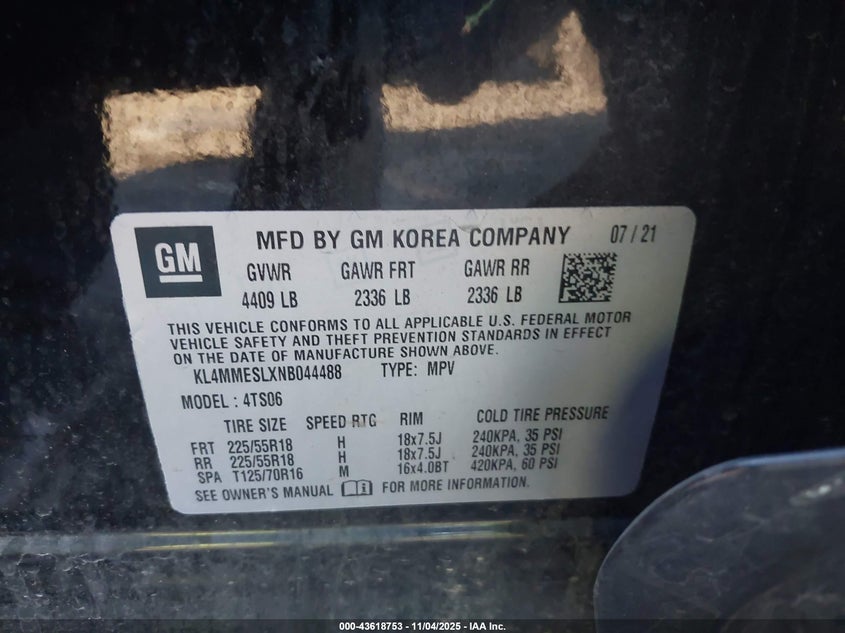 GM
MFD BY GM KOREA COMPANY 07 / 21
GVWR GAWR FRT GAWR RR
4409 LB 2336 LB 2336 LB
THIS VEHICLE CONFORMS TO ALL APPLICABLE U.S. FEDERAL MOTOR
VEHICLE SAFETY AND THEFT PREVENTION STANDARDS IN EFFECT
ON THE DATE OF MANUFACTURE SHOWN ABOVE.
KL4MMESLXNB044488 TYPE: MPV
MODEL : 4TS06
TIRE SIZE SPEED RTG RIM COLD TIRE PRESSURE
FRT 225/55R18 H 18x7.5J 240KPA, 35 PSI
RR 225/55R18 H 18x7.5J 240KPA, 35 PSI
SPA T125/70R16 M 16x4.0BT 420KPA, 60 PSI
SEE OWNER'S MANUAL FOR MORE INFORMATION.
000-43618753 - 11/04/2025 - IAA Inc.